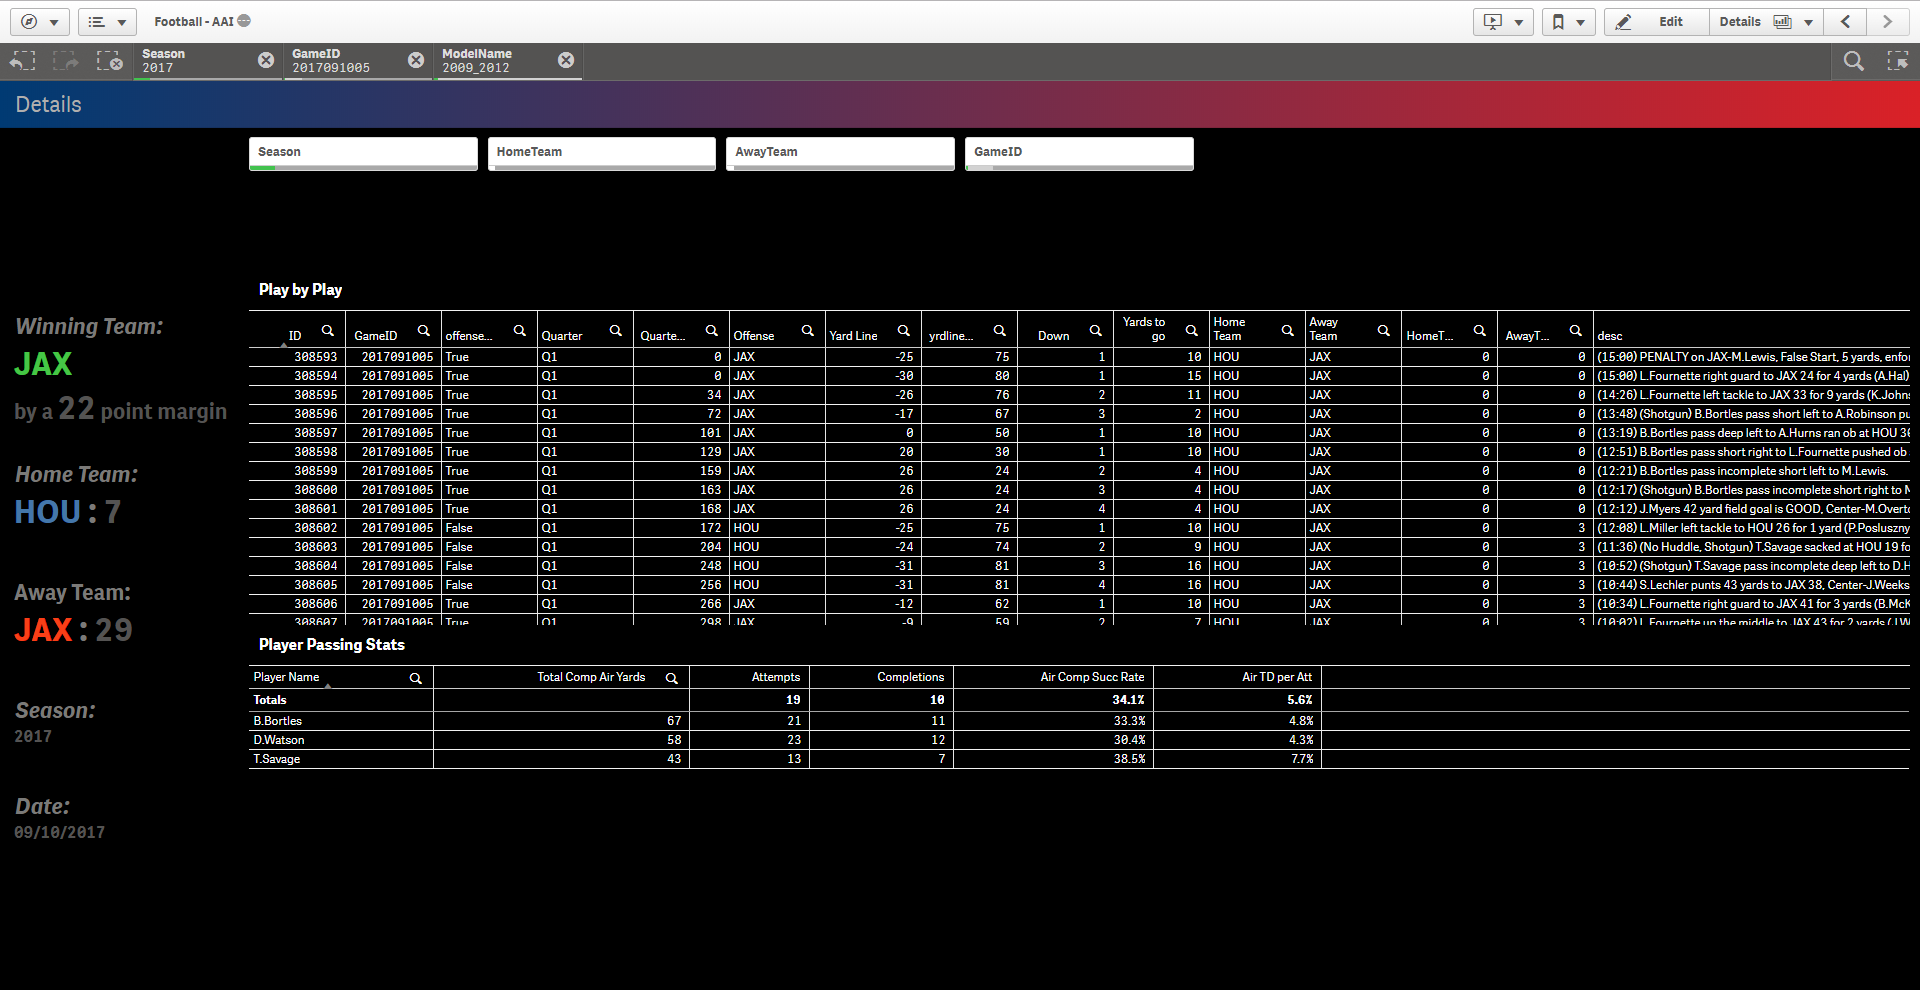 Football - AAI
Edit
Details
Season
2017
GameID
2017091005
ModelName
2009_2012
Details
Season
HomeTeam
AwayTeam
GameID
Winning Team:
JAX
by a 22 point margin
Home Team:
HOU : 7
Away Team:
JAX : 29
Season:
2017
Date:
09/10/2017
Play by Play
ID GameID offense... Quarter Quarte... Offense Yard Line yrdline... Down Yards to go Home Team Away Team HomeT... AwayT... desc
308593 2017091005 True Q1 0 JAX -25 75 1 10 HOU JAX 0 0 (15:00) PENALTY on JAX-M.Lewis, False Start, 5 yards, enfor
308594 2017091005 True Q1 0 JAX -30 80 1 15 HOU JAX 0 0 (15:00) L.Fournette right guard to JAX 24 for 4 yards (A.Hal)
308595 2017091005 True Q1 34 JAX -26 76 2 11 HOU JAX 0 0 (14:26) L.Fournette left tackle to JAX 33 for 9 yards (K.Johns
308596 2017091005 True Q1 72 JAX -17 67 3 2 HOU JAX 0 0 (13:48) (Shotgun) B.Bortles pass short left to A.Robinson pu
308597 2017091005 True Q1 101 JAX 0 50 1 10 HOU JAX 0 0 (13:19) B.Bortles pass deep left to A.Hurns ran ob at HOU 30
308598 2017091005 True Q1 129 JAX 20 30 1 10 HOU JAX 0 0 (12:51) B.Bortles pass short right to L.Fournette pushed ob
308599 2017091005 True Q1 159 JAX 26 24 2 4 HOU JAX 0 0 (12:21) B.Bortles pass incomplete short left to M.Lewis.
308600 2017091005 True Q1 163 JAX 26 24 3 4 HOU JAX 0 0 (12:17) (Shotgun) B.Bortles pass incomplete short right to M
308601 2017091005 True Q1 168 JAX 26 24 4 4 HOU JAX 0 0 (12:12) J.Myers 42 yard field goal is GOOD, Center-M.Overto
308602 2017091005 False Q1 172 HOU -25 75 1 10 HOU JAX 0 3 (12:08) L.Miller left tackle to HOU 26 for 1 yard (P.Posluszny
308603 2017091005 False Q1 204 HOU -24 74 2 9 HOU JAX 0 3 (11:36) (No Huddle, Shotgun) T.Savage sacked at HOU 19 fo
308604 2017091005 False Q1 248 HOU -31 81 3 16 HOU JAX 0 3 (10:52) (Shotgun) T.Savage pass incomplete deep left to D.H
308605 2017091005 False Q1 256 HOU -31 81 4 16 HOU JAX 0 3 (10:44) S.Lechler punts 43 yards to JAX 38, Center-J.Weeks
308606 2017091005 True Q1 266 JAX -12 62 1 10 HOU JAX 0 3 (10:34) L.Fournette right guard to JAX 41 for 3 yards (B.McK
308607 2017091005 True Q1 298 JAX -9 59 2 7 HOU JAX 0 3 (10:02) L.Fournette up the middle to JAX 43 for 2 yards (J.W
Player Passing Stats
Player Name Total Comp Air Yards Attempts Completions Air Comp Succ Rate Air TD per Att
Totals 19 10 34.1% 5.6%
B.Bortles 67 21 11 33.3% 4.8%
D.Watson 58 23 12 30.4% 4.3%
T.Savage 43 13 7 38.5% 7.7%